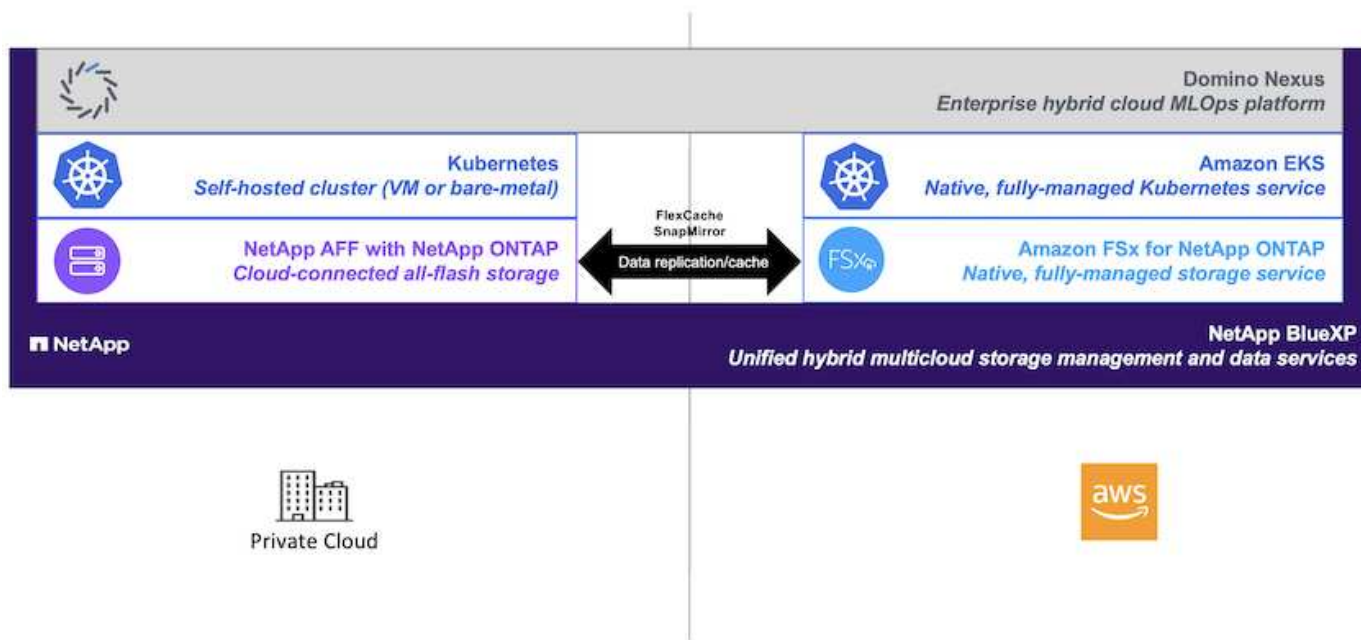 Domino Nexus
Enterprise hybrid cloud MLOps platform
Kubernetes
Self-hosted cluster (VM or bare-metal)
Amazon EKS
Native, fully-managed Kubernetes service
FlexCache
SnapMirror
Data replication/cache
NetApp AFF with NetApp ONTAP
Cloud-connected all-flash storage
FSx
Amazon FSx for NetApp ONTAP
Native, fully-managed storage service
NetApp
NetApp BlueXP
Unified hybrid multicloud storage management and data services
Private Cloud
aws